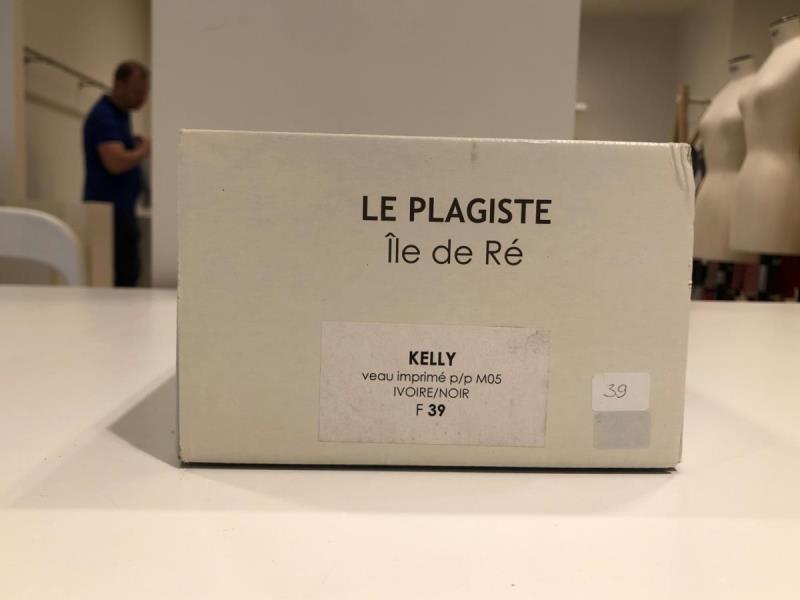 LE PLAGISTE
Île de Ré
KELLY
veau imprimé p/p M05
IVOIRE/NOIR
F 39
39